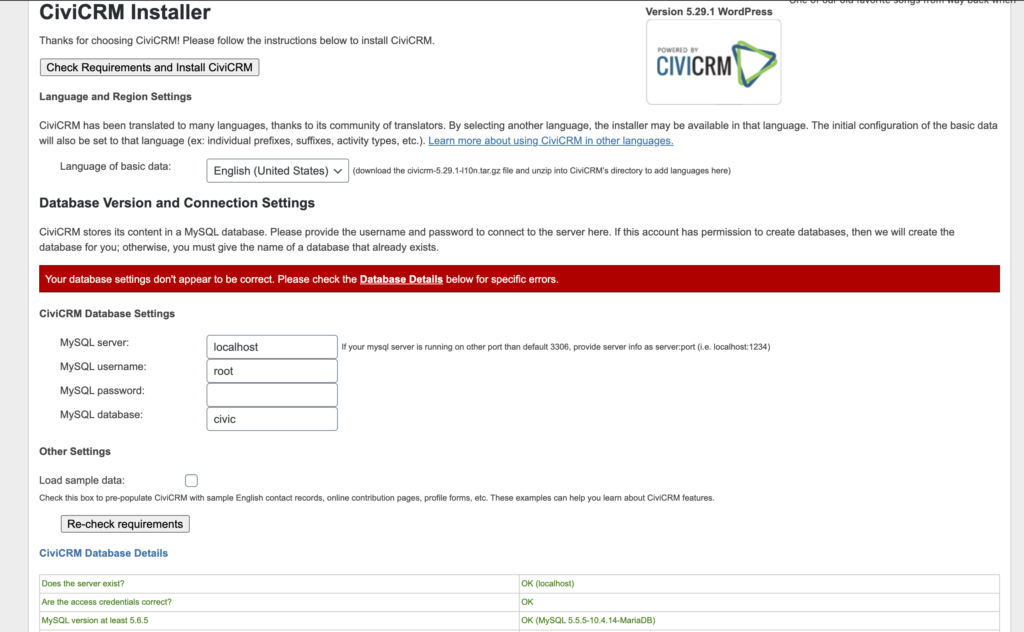 One of our old favorite songs from way back when
CiviCRM Installer
Version 5.29.1 WordPress
Thanks for choosing CiviCRM! Please follow the instructions below to install CiviCRM.
POWERED BY
CIVICRM
Check Requirements and Install CiviCRM
Language and Region Settings
CiviCRM has been translated to many languages, thanks to its community of translators. By selecting another language, the installer may be available in that language. The initial configuration of the basic data
will also be set to that language (ex: individual prefixes, suffixes, activity types, etc.). Learn more about using CiviCRM in other languages.
Language of basic data:
English (United States)
(download the civicrm-5.29.1-l10n.tar.gz file and unzip into CiviCRM's directory to add languages here)
Database Version and Connection Settings
CiviCRM stores its content in a MySQL database. Please provide the username and password to connect to the server here. If this account has permission to create databases, then we will create the
database for you; otherwise, you must give the name of a database that already exists.
Your database settings don't appear to be correct. Please check the Database Details below for specific errors.
CiviCRM Database Settings
MySQL server:
localhost
If your mysql server is running on other port than default 3306, provide server info as server:port (i.e. localhost:1234)
MySQL username:
root
MySQL password:
MySQL database:
civic
Other Settings
Load sample data:
Check this box to pre-populate CiviCRM with sample English contact records, online contribution pages, profile forms, etc. These examples can help you learn about CiviCRM features.
Re-check requirements
CiviCRM Database Details
Does the server exist?
OK (localhost)
Are the access credentials correct?
OK
MySQL version at least 5.6.5
OK (MySQL 5.5.5-10.4.14-MariaDB)